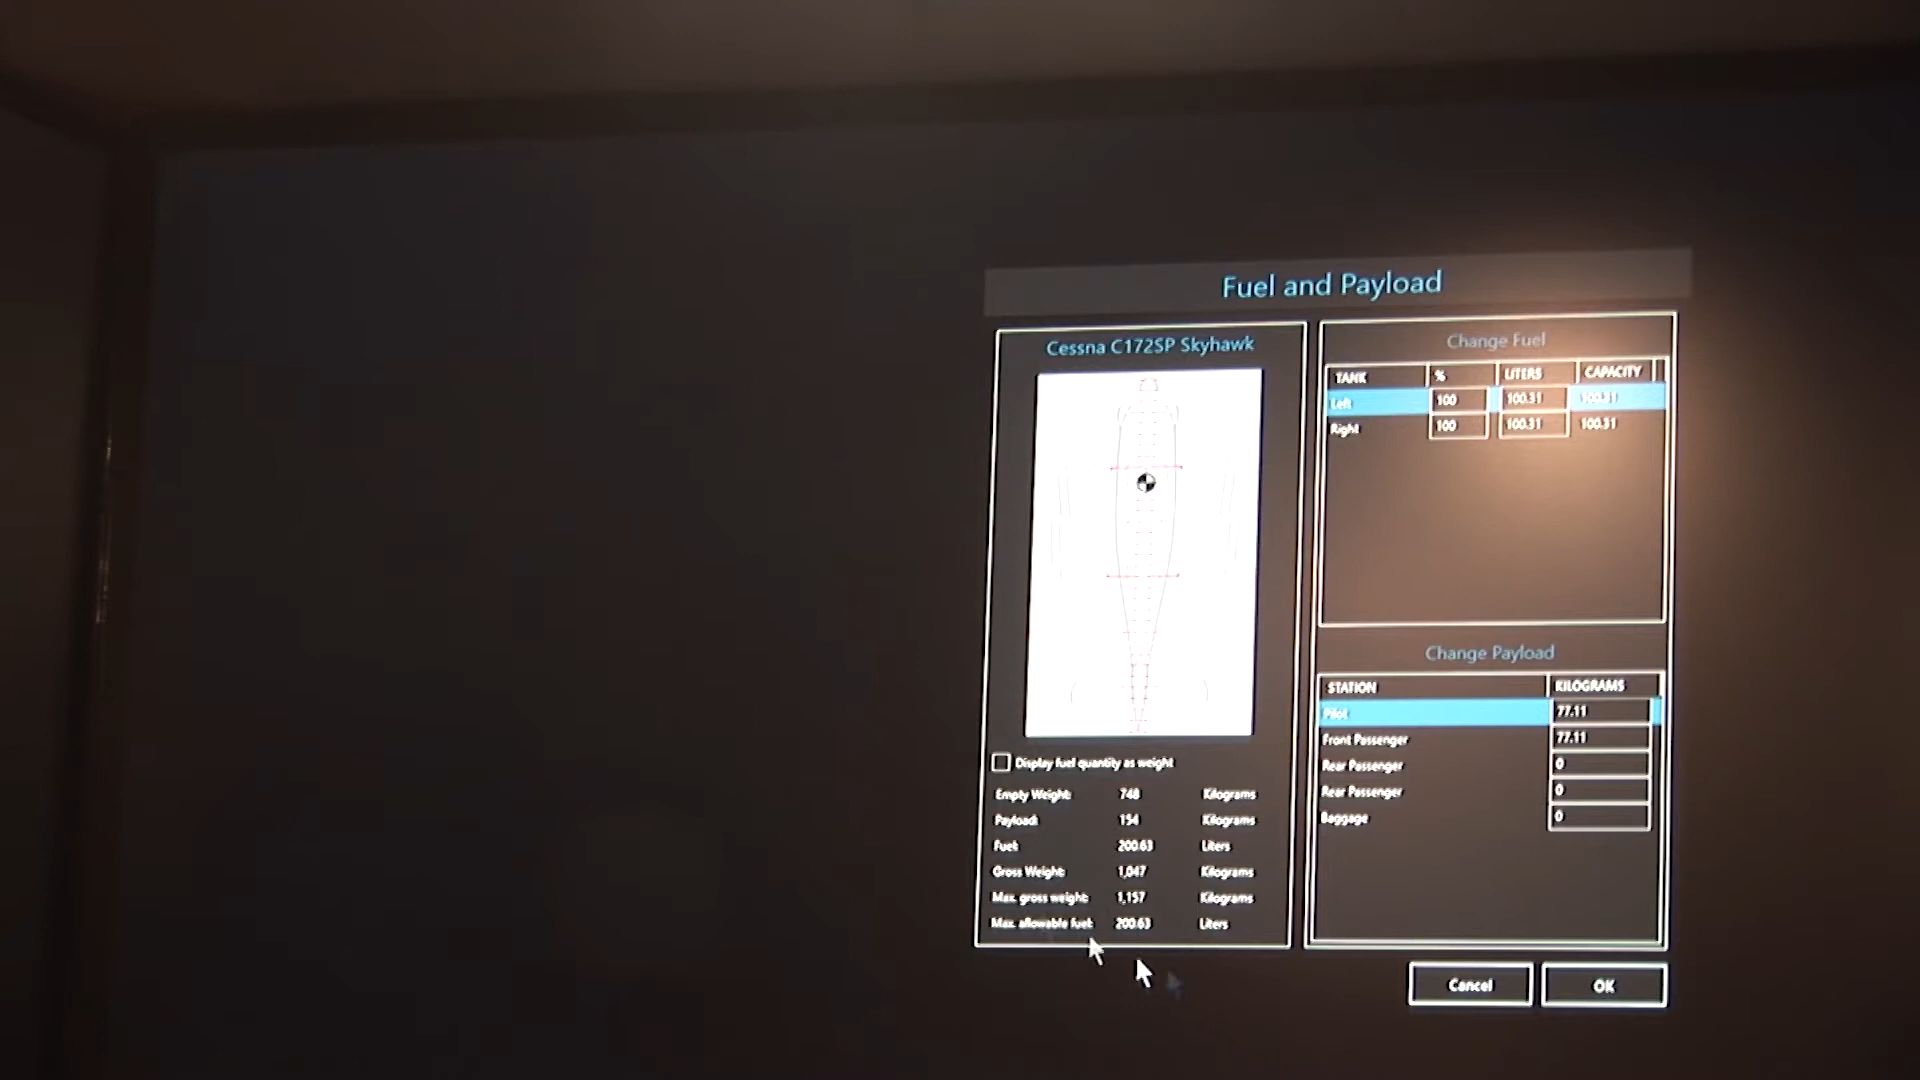 Fuel and Payload
Cessna C172SP Skyhawk
Display fuel quantity as weight
Empty Weight: 748 Kilograms
Payload: 154 Kilograms
Fuel: 200.63 Liters
Gross Weight: 1,047 Kilograms
Max. gross weight: 1,157 Kilograms
Max. allowable fuel: 200.63 Liters
Change Fuel
TANK % LITERS CAPACITY
Left 100 100.31 100.31
Right 100 100.31 100.31
Change Payload
STATION KILOGRAMS
Pilot 77.11
Front Passenger 77.11
Rear Passenger 0
Rear Passenger 0
Baggage 0
Cancel OK